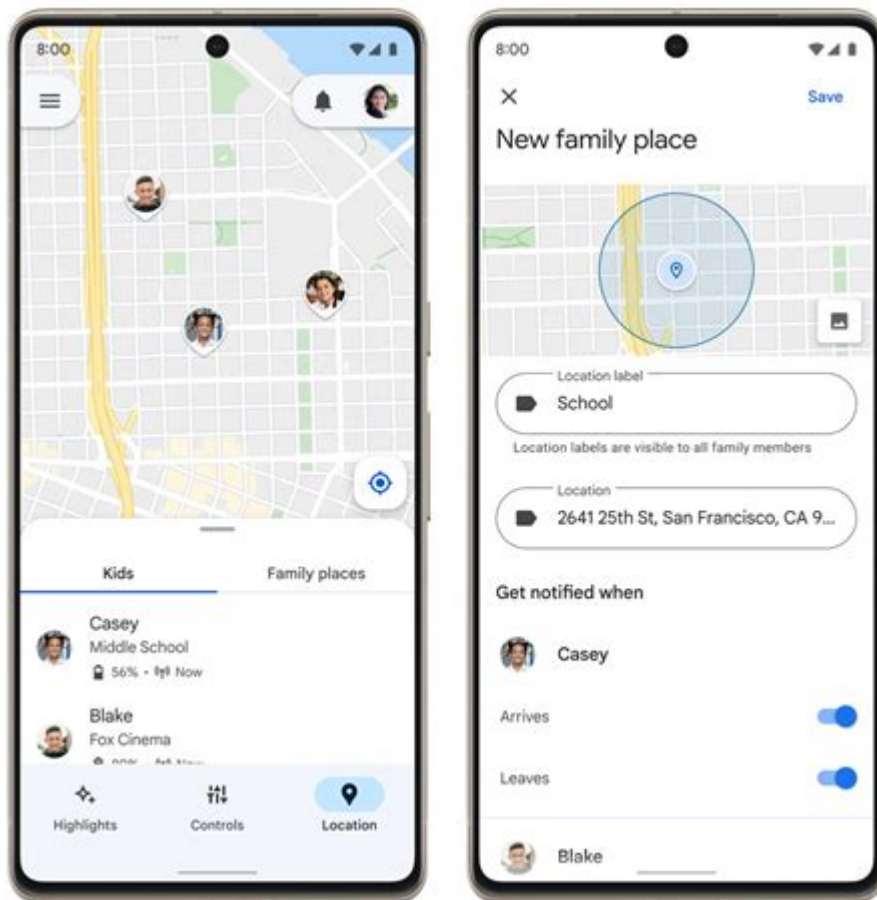 8:00
Kids
Family places
Casey
Middle School
56% • Now
Blake
Fox Cinema
Highlights
Controls
Location
8:00
Save
New family place
Location label
School
Location labels are visible to all family members
Location
2641 25th St, San Francisco, CA 9...
Get notified when
Casey
Arrives
Leaves
Blake